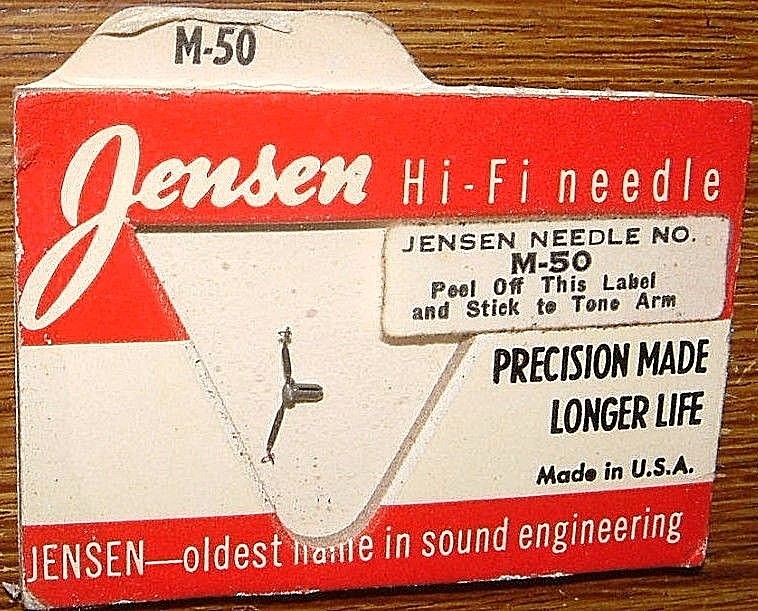 M-50
Jensen Hi-Fi needle
JENSEN NEEDLE NO.
M-50
Peel Off This Label
and Stick to Tone Arm
PRECISION MADE
LONGER LIFE
Made in U.S.A.
JENSEN—oldest name in sound engineering